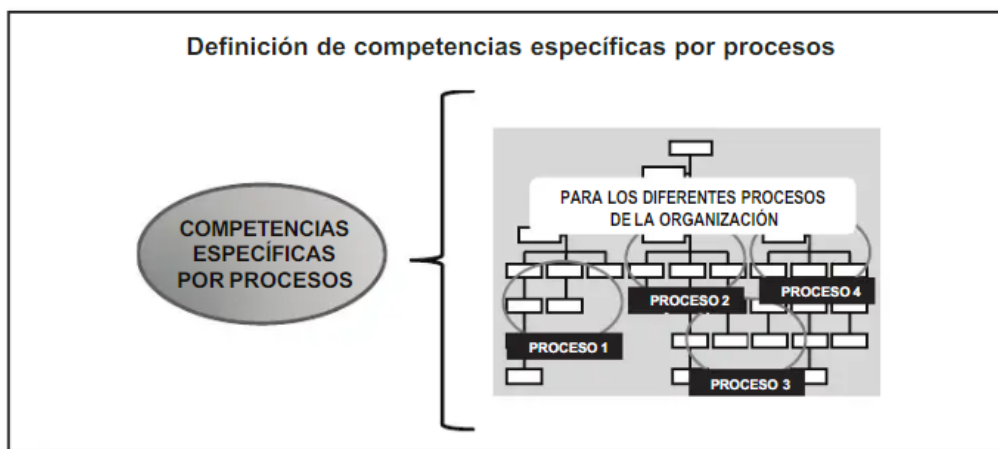 Definición de competencias específicas por procesos
COMPETENCIAS
ESPECÍFICAS
POR PROCESOS
PARA LOS DIFERENTES PROCESOS
DE LA ORGANIZACIÓN
PROCESO 2
PROCESO 4
PROCESO 1
PROCESO 3